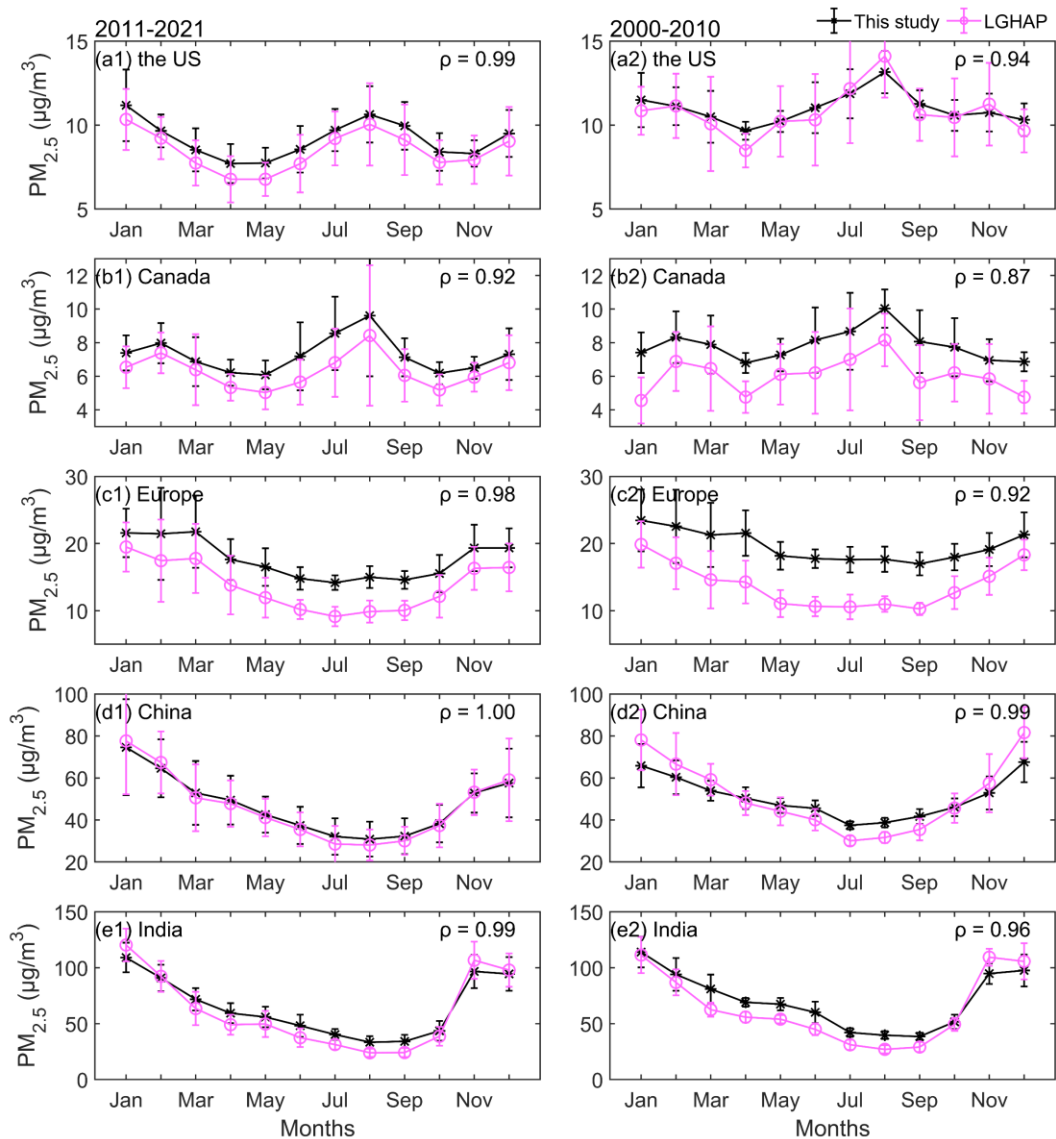 2011-2021
2000-2010
This study
LGHAP
PM2.5 (µg/m3)
15
10
5
(a1) the US
ρ = 0.99
Jan Mar May Jul Sep Nov
15
10
5
(a2) the US
ρ = 0.94
Jan Mar May Jul Sep Nov
PM2.5 (µg/m3)
12
10
8
6
4
(b1) Canada
ρ = 0.92
Jan Mar May Jul Sep Nov
12
10
8
6
4
(b2) Canada
ρ = 0.87
Jan Mar May Jul Sep Nov
PM2.5 (µg/m3)
30
20
10
(c1) Europe
ρ = 0.98
Jan Mar May Jul Sep Nov
30
20
10
(c2) Europe
ρ = 0.92
Jan Mar May Jul Sep Nov
PM2.5 (µg/m3)
100
80
60
40
20
(d1) China
ρ = 1.00
Jan Mar May Jul Sep Nov
100
80
60
40
20
(d2) China
ρ = 0.99
Jan Mar May Jul Sep Nov
PM2.5 (µg/m3)
150
100
50
0
(e1) India
ρ = 0.99
Jan Mar May Jul Sep Nov
Months
150
100
50
0
(e2) India
ρ = 0.96
Jan Mar May Jul Sep Nov
Months